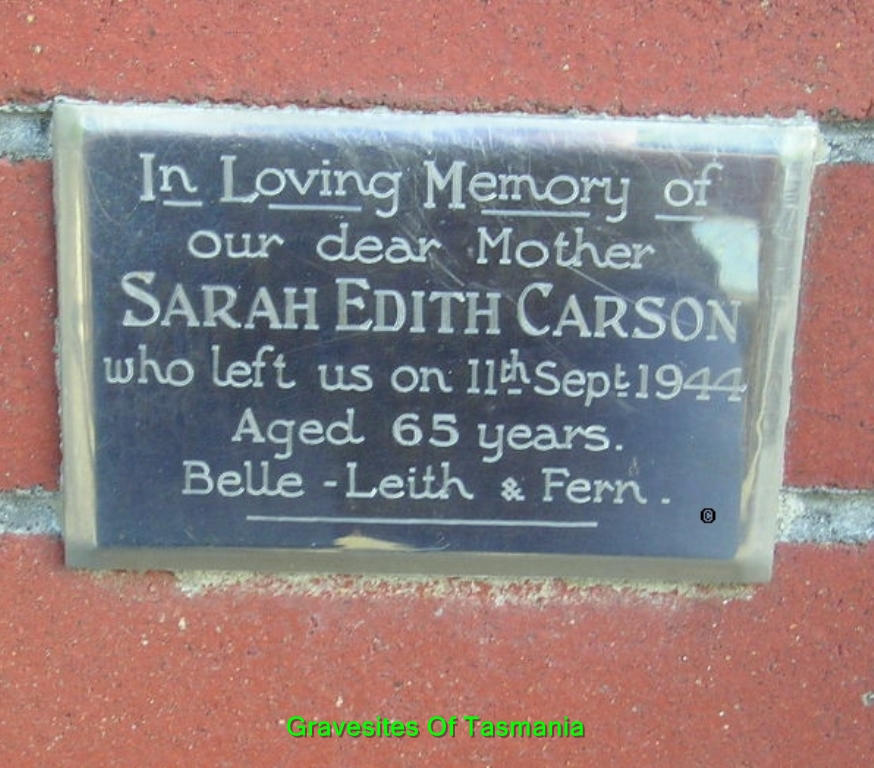 In Loving Memory of
our dear Mother
SARAH EDITH CARSON
who left us on 11th Sept. 1944
Aged 65 years.
Belle - Leith & Fern.
©
Gravesites Of Tasmania